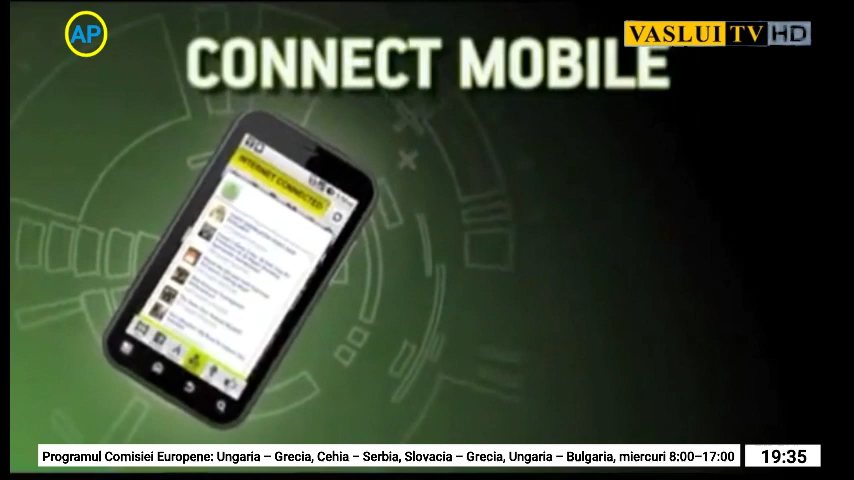 AP
VASLUI TV HD
CONNECT MOBILE
INTERNET CONNECTED
Programul Comisiei Europene: Ungaria – Grecia, Cehia – Serbia, Slovacia – Grecia, Ungaria – Bulgaria, miercuri 8:00–17:00
19:35